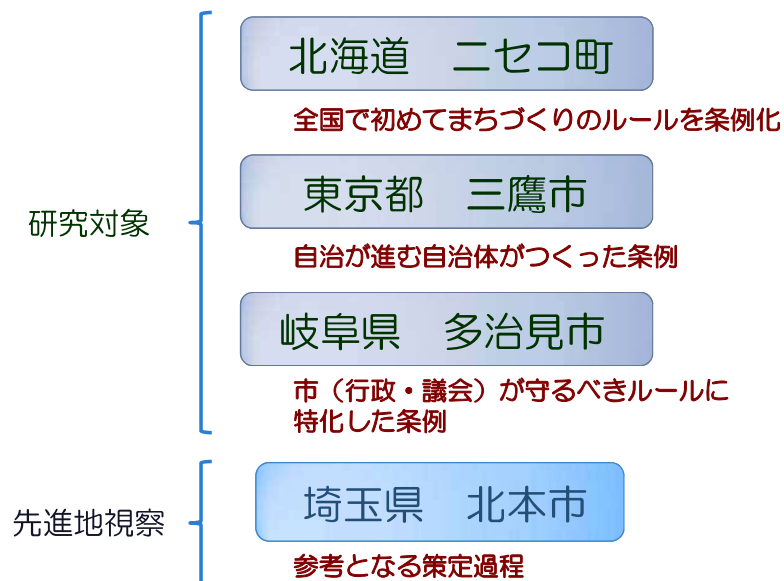 研究対象
北海道　ニセコ町
全国で初めてまちづくりのルールを条例化
東京都　三鷹市
自治が進む自治体がつくった条例
岐阜県　多治見市
市（行政・議会）が守るべきルールに
特化した条例
先進地視察
埼玉県　北本市
参考となる策定過程